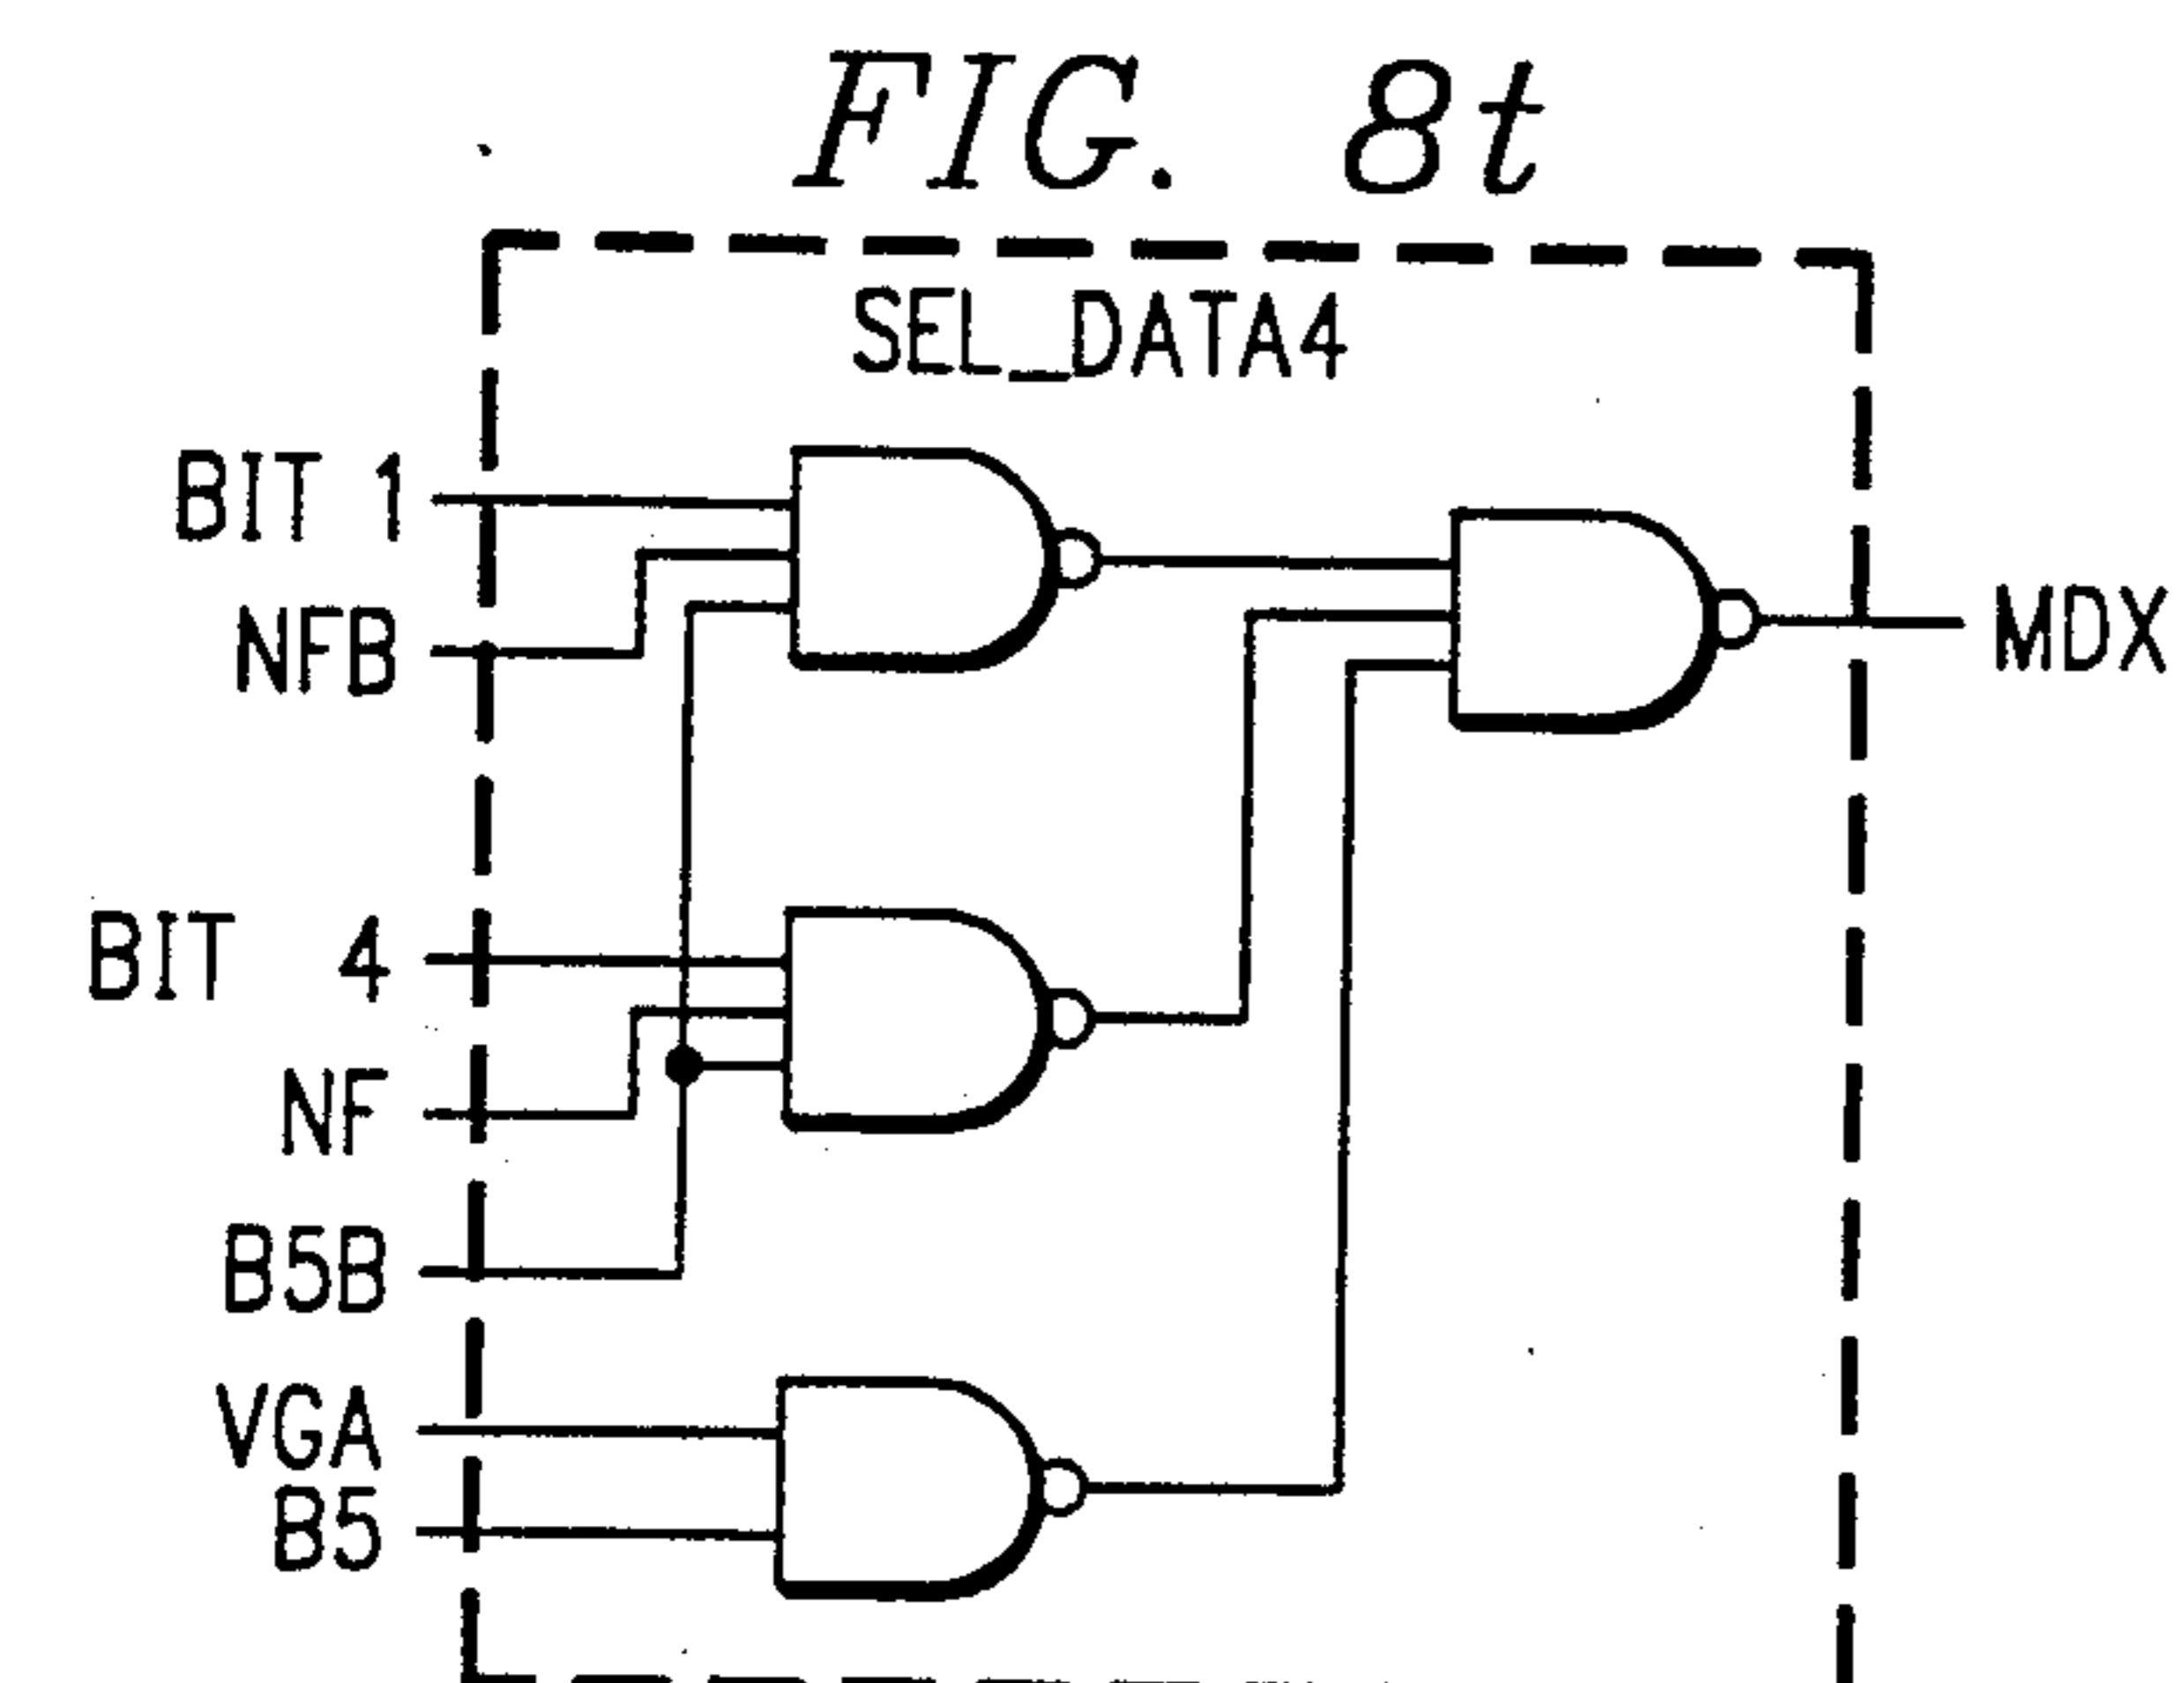 FIG. 8t
SEL_DATA4
BIT 1
NFB
MDX
BIT 4
NF
B5B
VGA
B5